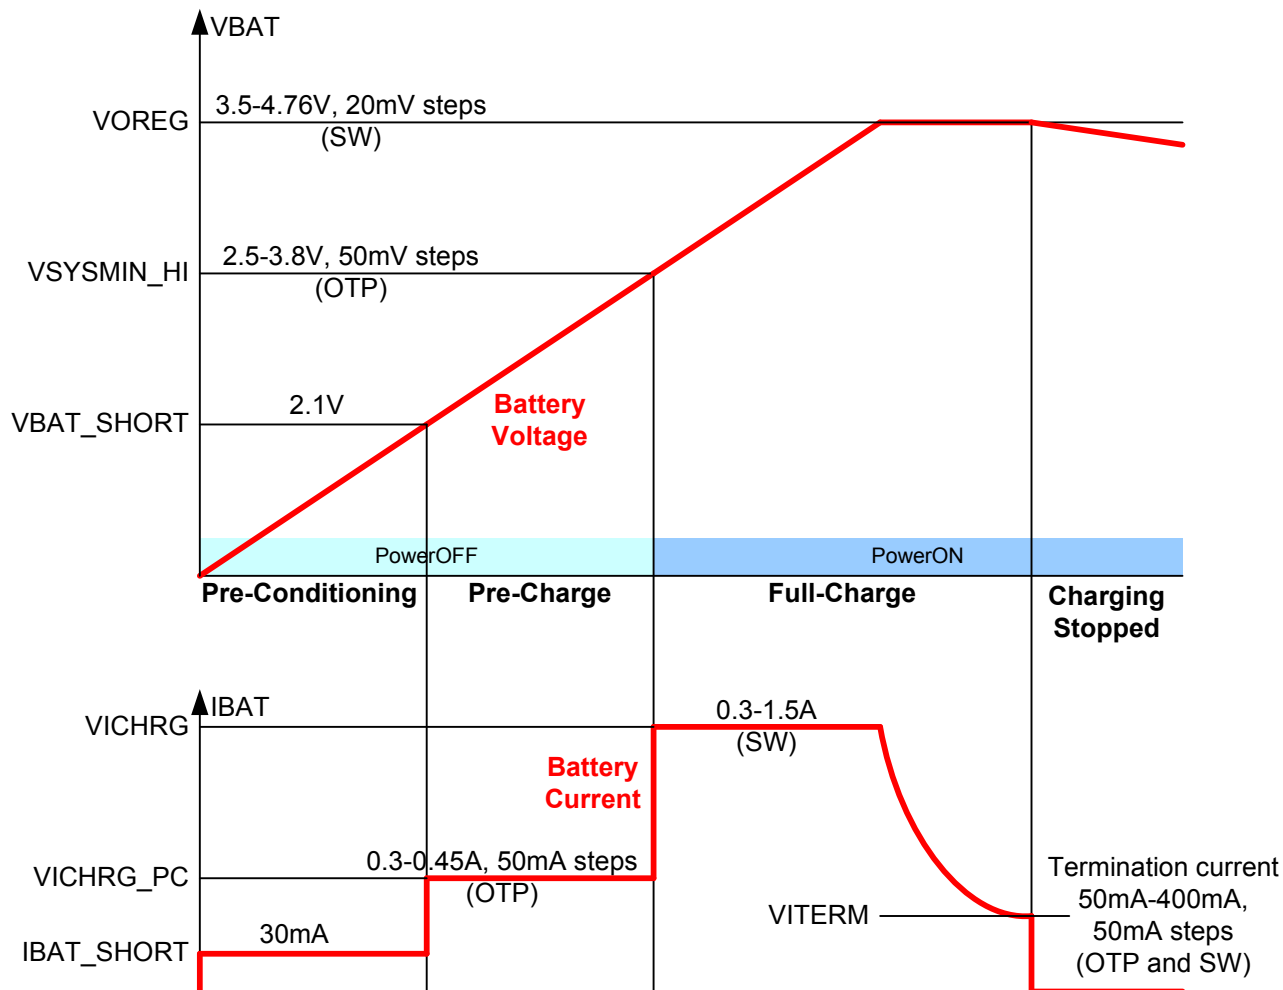 VBAT
3.5-4.76V, 20mV steps
VOREG
(SW)
2.5-3.8V, 50mV steps
VSYSMIN_HI
(OTP)
2.1V
VBAT_SHORT
Battery
Voltage
PowerOFF
PowerON
Pre-Conditioning
Pre-Charge
Full-Charge
Charging
Stopped
IBAT
VICHRG
0.3-1.5A
(SW)
Battery
Current
0.3-0.45A, 50mA steps
VICHRG_PC
(OTP)
Termination current
50mA-400mA,
50mA steps
(OTP and SW)
VITERM
30mA
IBAT_SHORT